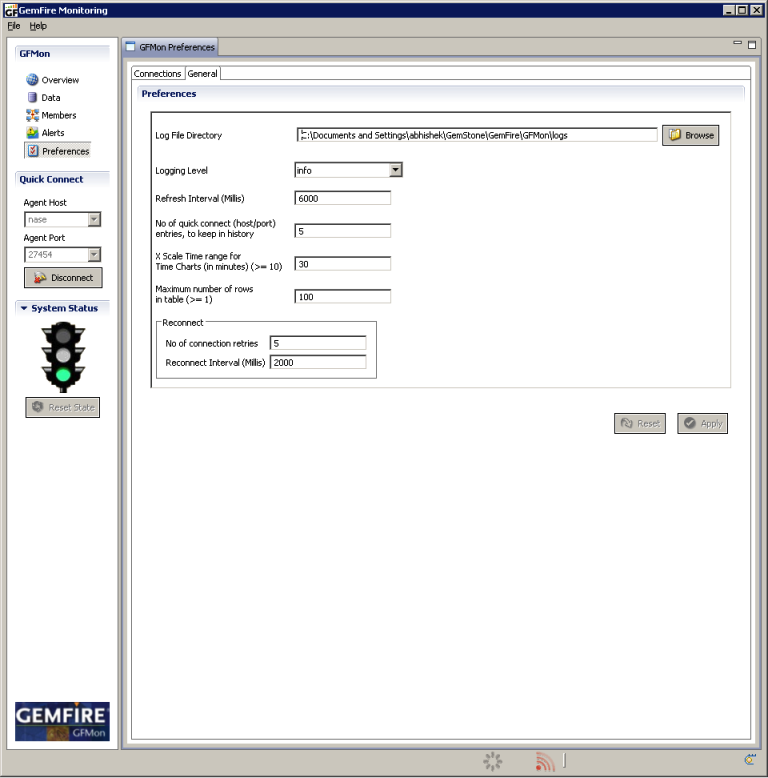 GemFire Monitoring
File Help
GFMon
Overview
Data
Members
Alerts
Preferences
Quick Connect
Agent Host
nase
Agent Port
27454
Disconnect
System Status
Reset State
GEMFIRE
GFMon
GFMon Preferences
Connections General
Preferences
Log File Directory :\Documents and Settings\abhishek\GemStone\GemFire\GFMon\logs Browse
Logging Level info
Refresh Interval (Millis) 6000
No of quick connect (host/port)
entries, to keep in history 5
X Scale Time range for
Time Charts (in minutes) (>= 10) 30
Maximum number of rows
in table (>= 1) 100
Reconnect
No of connection retries 5
Reconnect Interval (Millis) 2000
Reset Apply